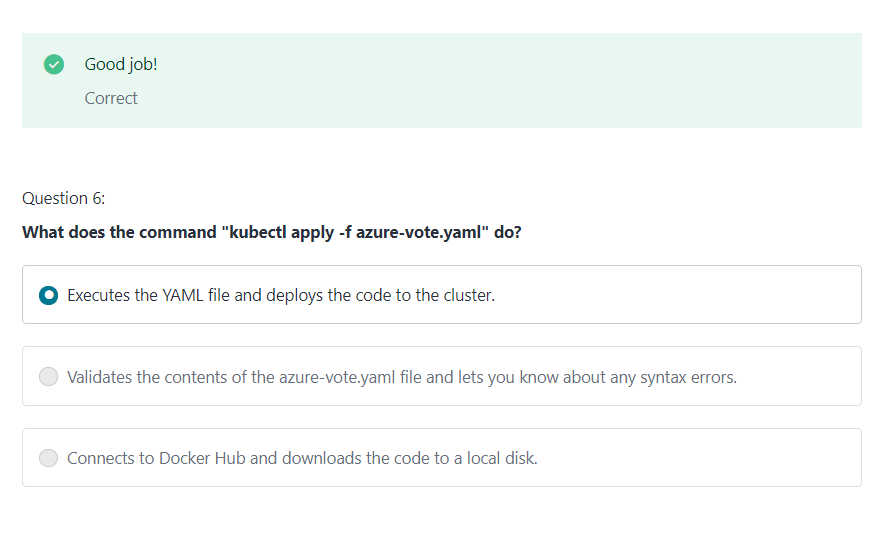 Good job!
Correct
Question 6:
What does the command "kubectl apply -f azure-vote.yaml" do?
Executes the YAML file and deploys the code to the cluster.
Validates the contents of the azure-vote.yaml file and lets you know about any syntax errors.
Connects to Docker Hub and downloads the code to a local disk.